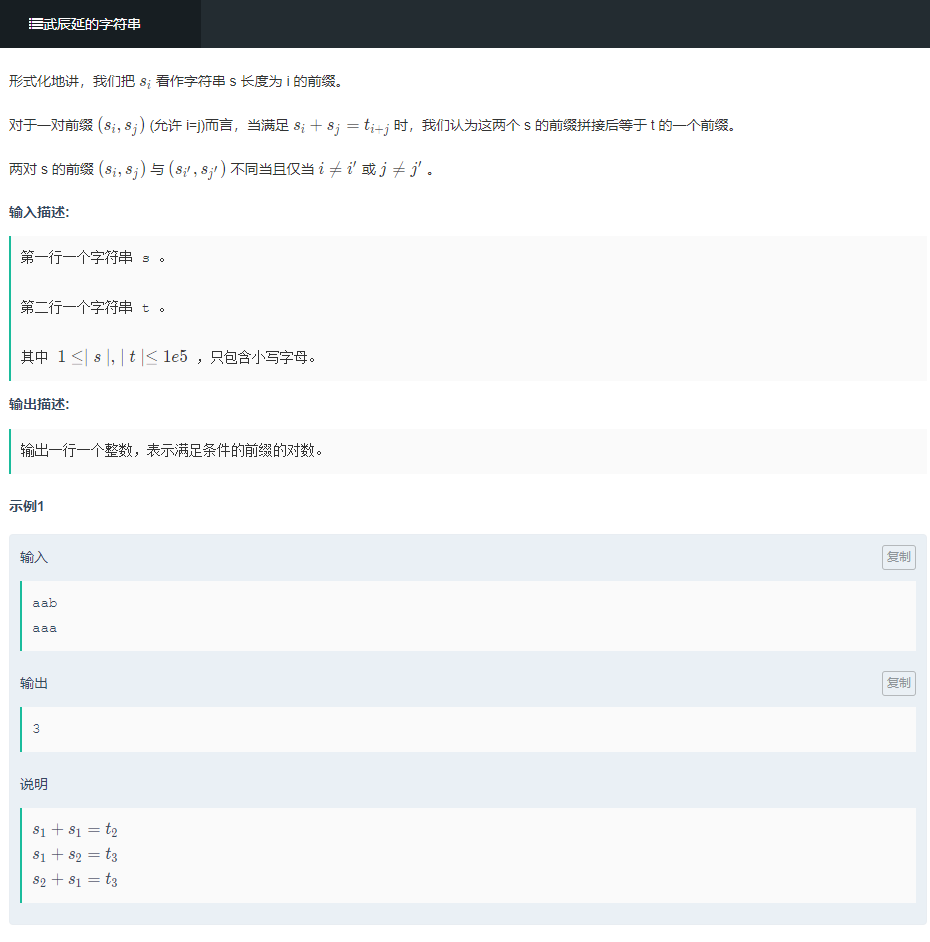 武辰延的字符串
形式化地讲，我们把 s_i 看作字符串 s 长度为 i 的前缀。
对于一对前缀 (s_i, s_j) (允许 i=j)而言，当满足 s_i + s_j = t_{i+j} 时，我们认为这两个 s 的前缀拼接后等于 t 的一个前缀。
两对 s 的前缀 (s_i, s_j) 与 (s_{i'}, s_{j'}) 不同当且仅当 i ≠ i' 或 j ≠ j' 。
输入描述:
第一行一个字符串 s 。
第二行一个字符串 t 。
其中 1 ≤| s |, | t |≤ 1e5 ，只包含小写字母。
输出描述:
输出一行一个整数，表示满足条件的前缀的对数。
示例1
输入
复制
aab
aaa
输出
复制
3
说明
s_1 + s_1 = t_2
s_1 + s_2 = t_3
s_2 + s_1 = t_3